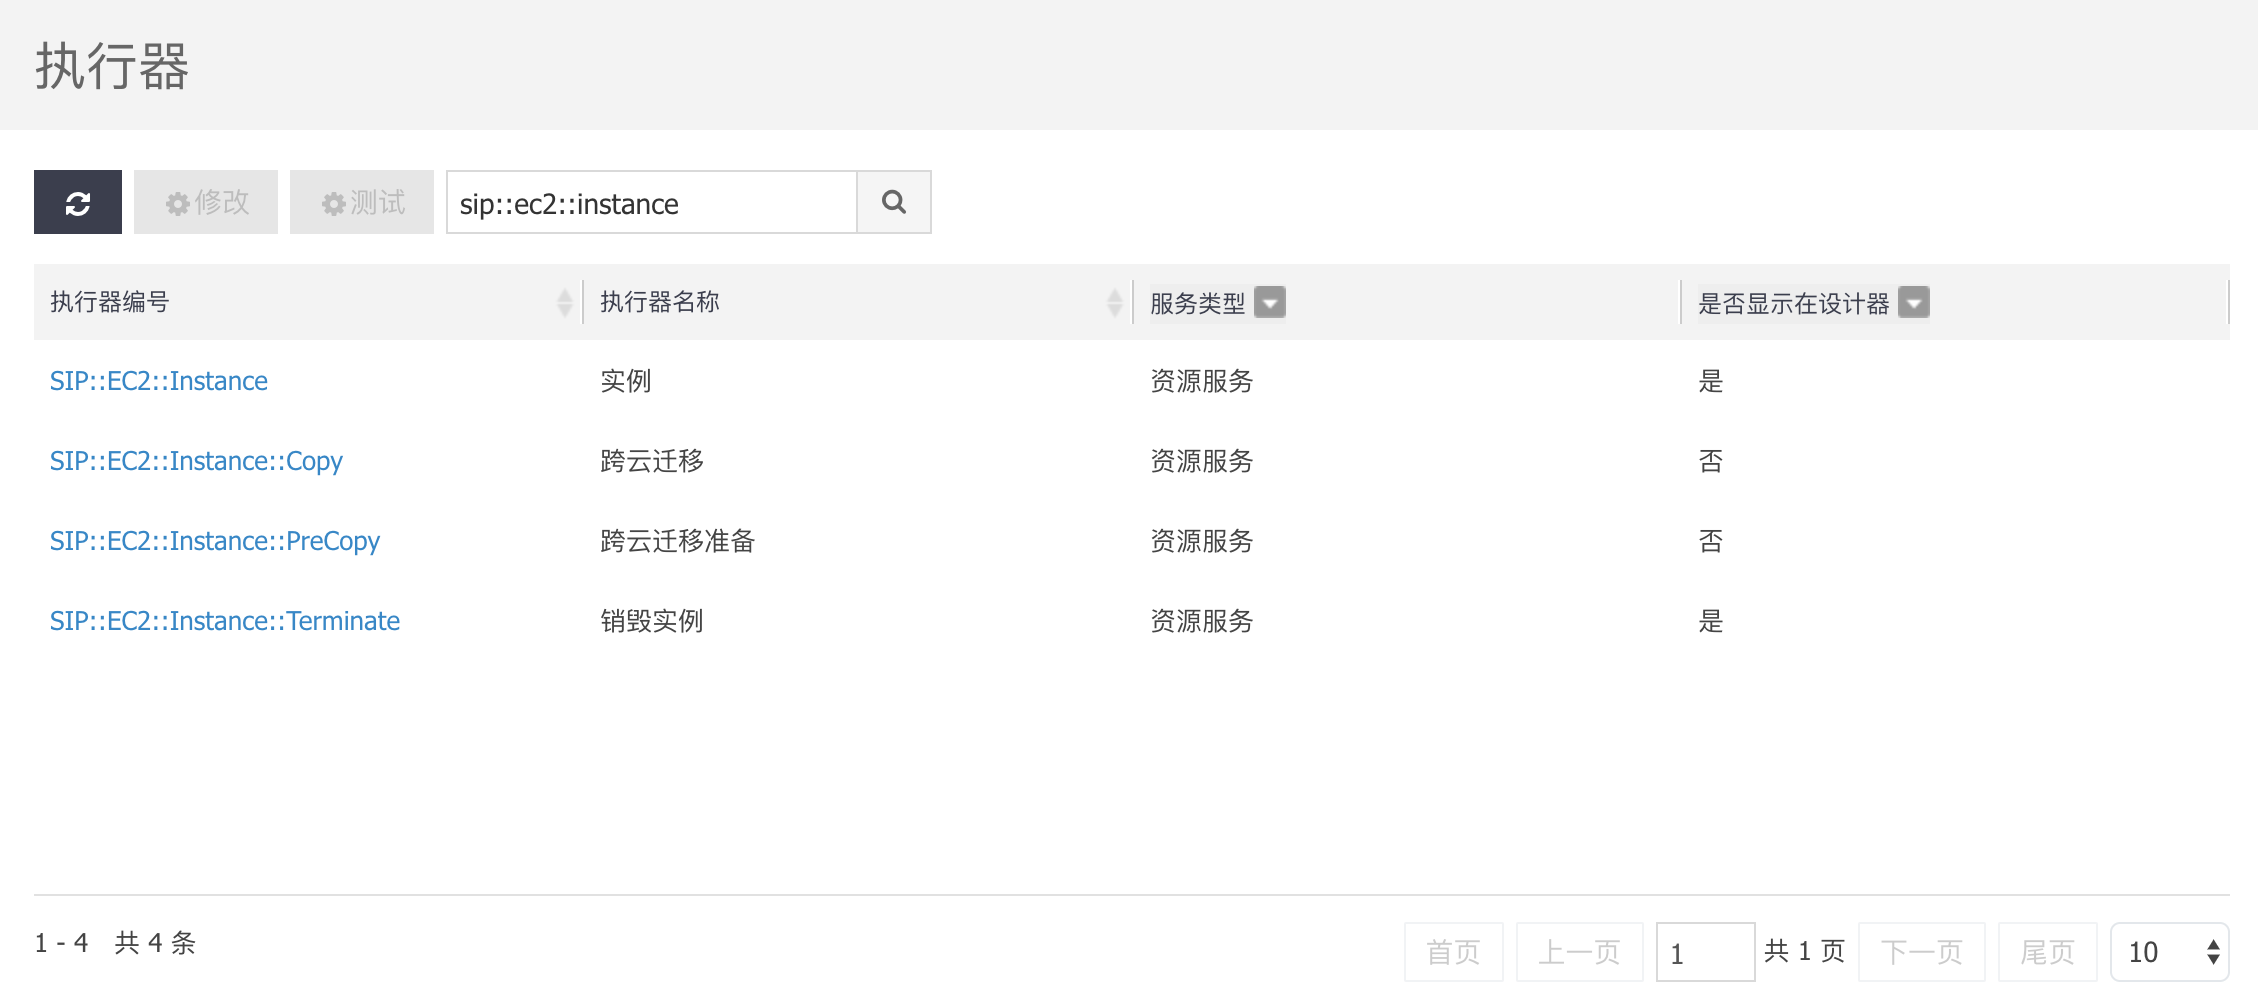 执行器
修改 测试 sip::ec2::instance
执行器编号 执行器名称 服务类型 是否显示在设计器
SIP::EC2::Instance 实例 资源服务 是
SIP::EC2::Instance::Copy 跨云迁移 资源服务 否
SIP::EC2::Instance::PreCopy 跨云迁移准备 资源服务 否
SIP::EC2::Instance::Terminate 销毁实例 资源服务 是
1 - 4 共 4 条 首页 上一页 1 共 1 页 下一页 尾页 10